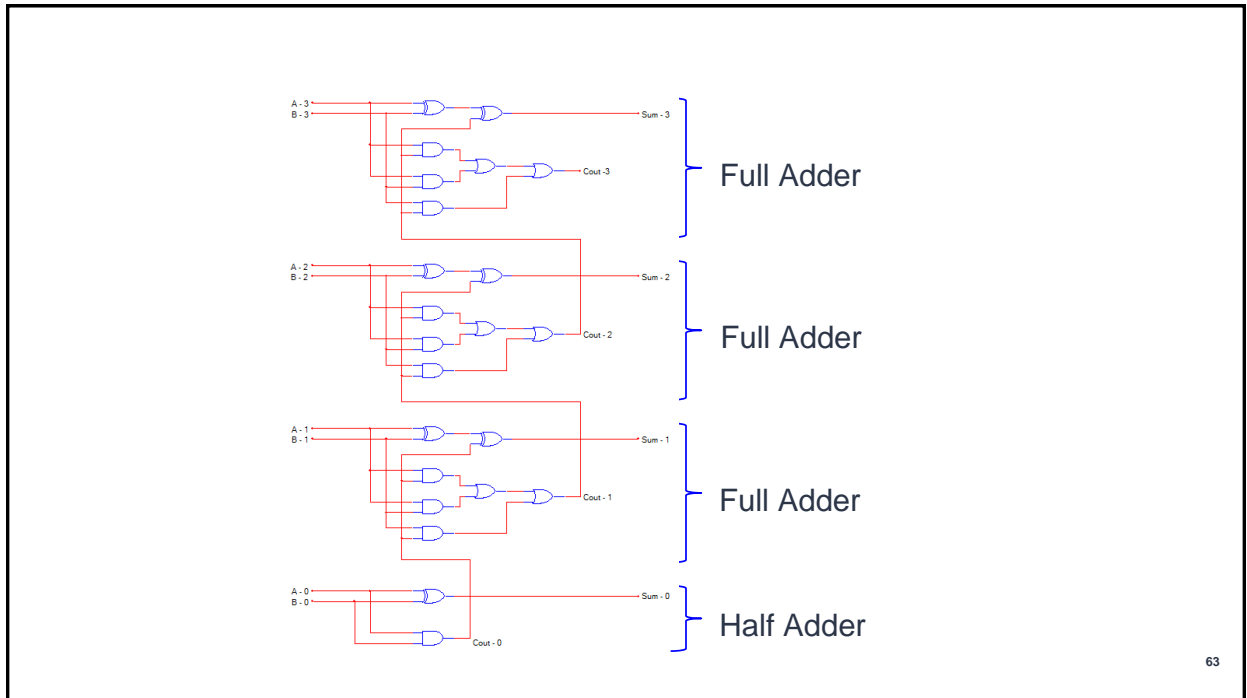 A - 3
B - 3
Sum - 3
Cout -3
Full Adder
A - 2
B - 2
Sum - 2
Cout - 2
Full Adder
A - 1
B - 1
Sum - 1
Cout - 1
Full Adder
A - 0
B - 0
Sum - 0
Cout - 0
Half Adder
63